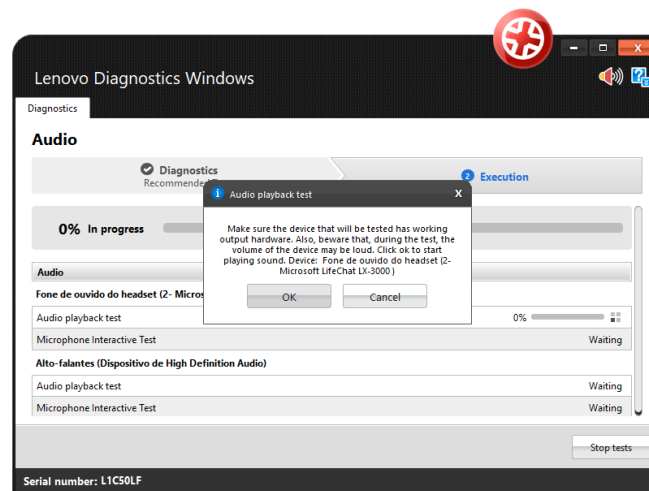 Lenovo Diagnostics Windows
Diagnostics
Audio
Diagnostics
Recommended
2 Execution
Audio playback test
X
Make sure the device that will be tested has working
output hardware. Also, beware that, during the test, the
volume of the device may be loud. Click ok to start
playing sound. Device: Fone de ouvido do headset (2-
Microsoft LifeChat LX-3000 )
OK
Cancel
0% In progress
Audio
Fone de ouvido do headset (2- Micros
Audio playback test
0%
Microphone Interactive Test
Waiting
Alto-falantes (Dispositivo de High Definition Audio)
Audio playback test
Waiting
Microphone Interactive Test
Waiting
Stop tests
Serial number: L1C50LF